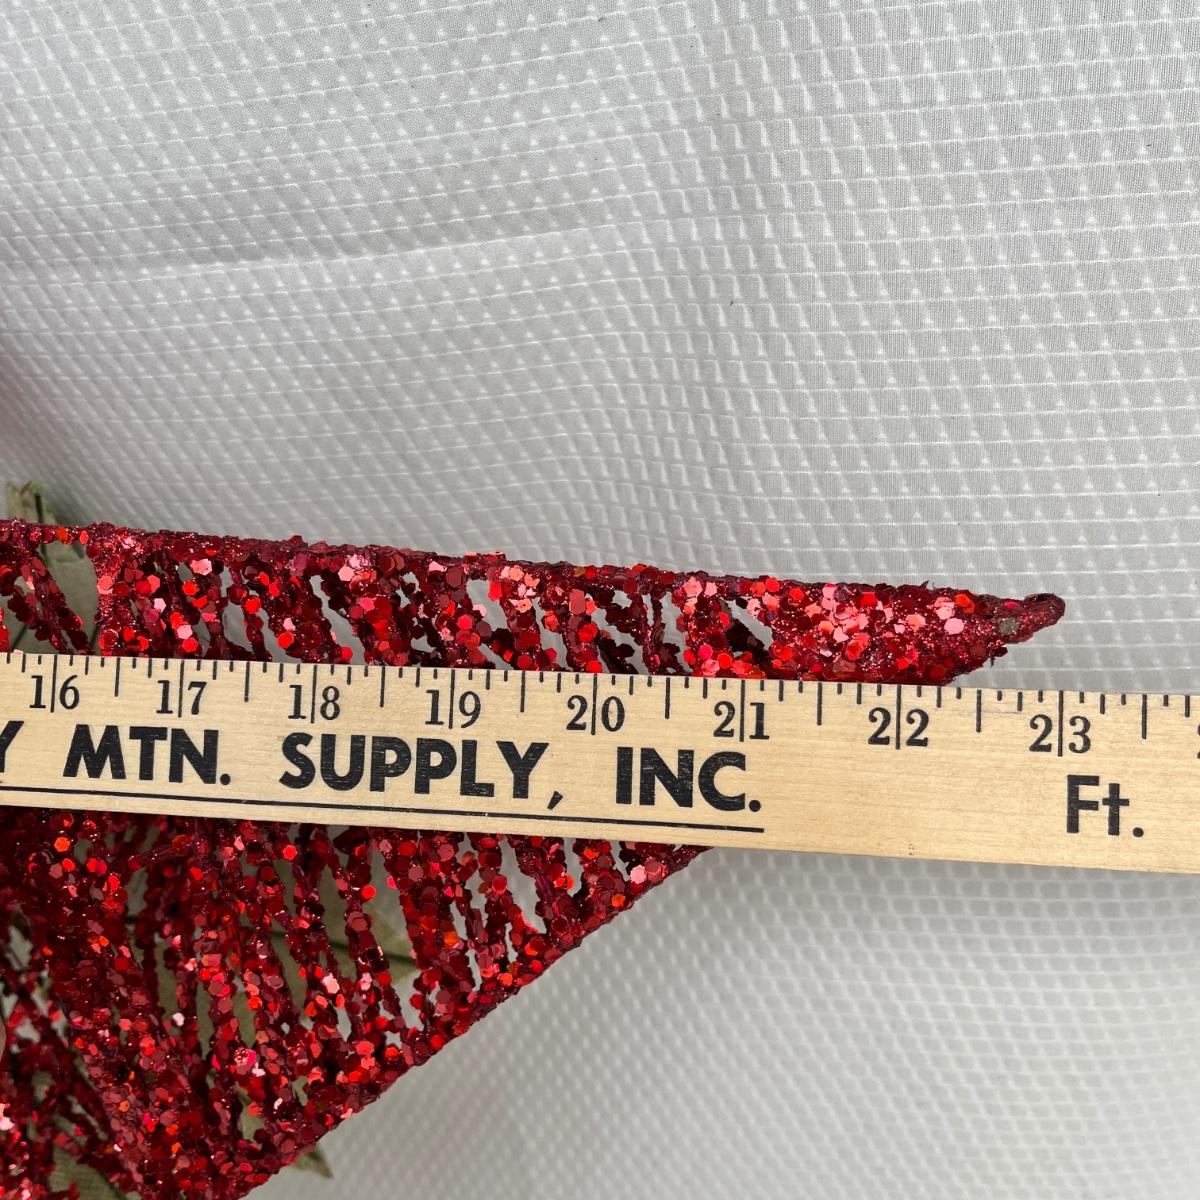 16 17 18 19 20 21 22 23
MTN. SUPPLY, INC. Ft.